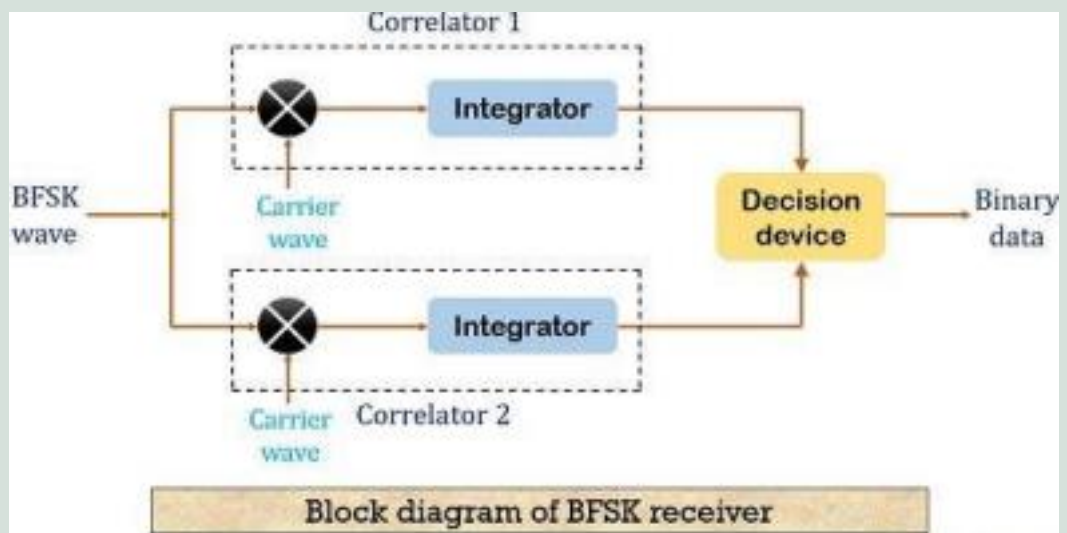 Correlator 1
Integrator
Carrier
wave
BFSK
wave
Decision
device
Binary
data
Integrator
Carrier
wave
Correlator 2
Block diagram of BFSK receiver